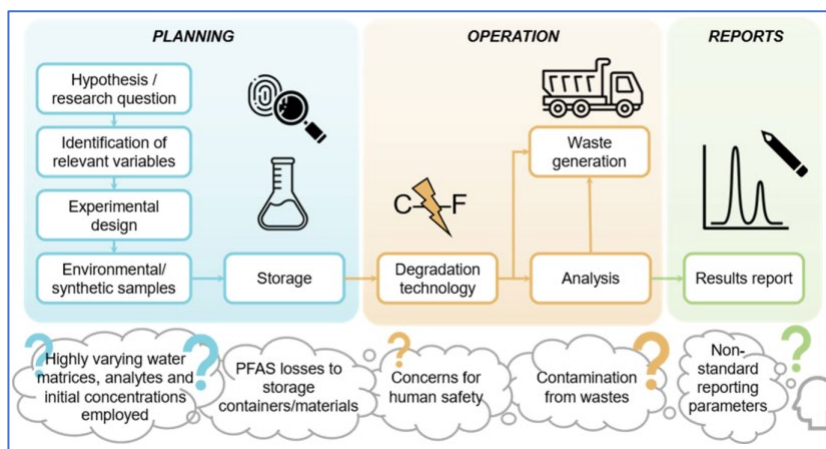 PLANNING
OPERATION
REPORTS
Hypothesis /
research question
Identification of
relevant variables
Experimental
design
Environmental/
synthetic samples
Storage
C F
Degradation
technology
Waste
generation
Analysis
Results report
Highly varying water
matrices, analytes and
initial concentrations
employed
PFAS losses to
storage
containers/materials
Concerns for
human safety
Contamination
from wastes
Non-
standard
reporting
parameters
?
?
?
?
?